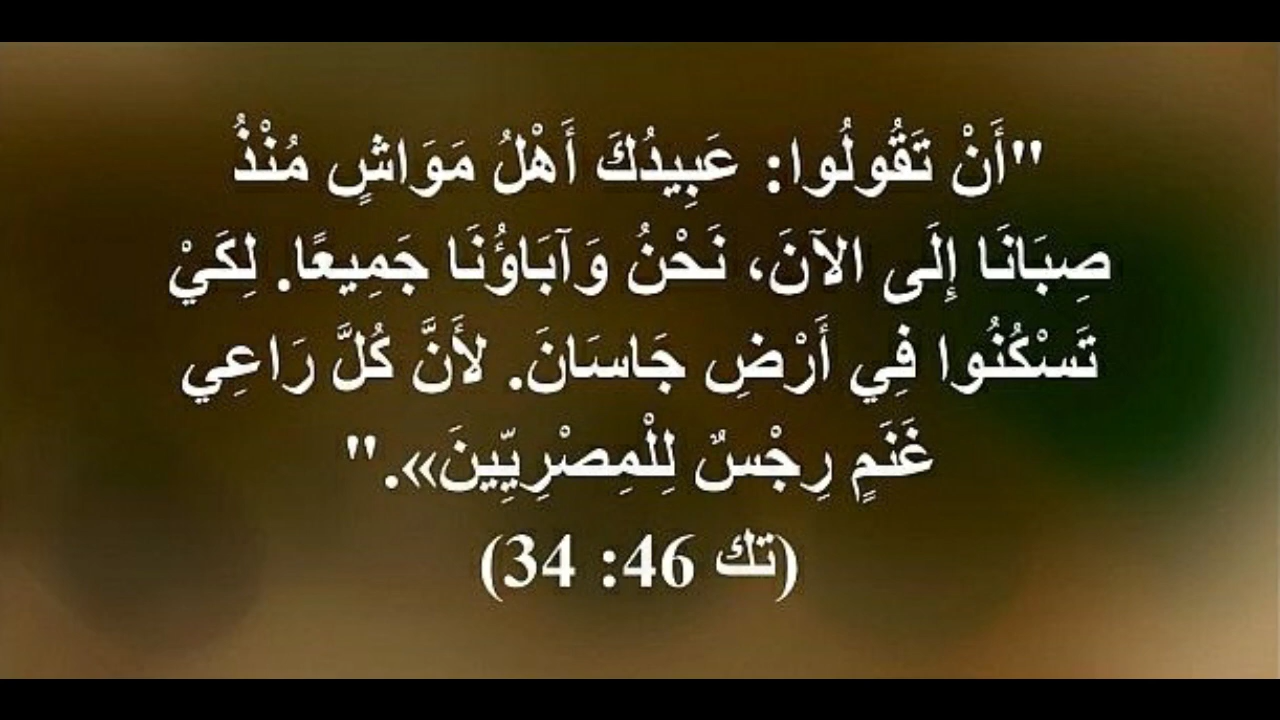 "أَنْ تَقُولُوا: عَبِيدُكَ أَهْلُ مَوَاشٍ مُنْذُ
صِبَانَا إِلَى الآنَ، نَحْنُ وَآبَاؤُنَا جَمِيعًا. لِكَيْ
تَسْكُنُوا فِي أَرْضِ جَاسَانَ. لأَنَّ كُلَّ رَاعِي
غَنَمٍ رِجْسٌ لِلْمِصْرِيِّينَ»."
(تك 46: 34)